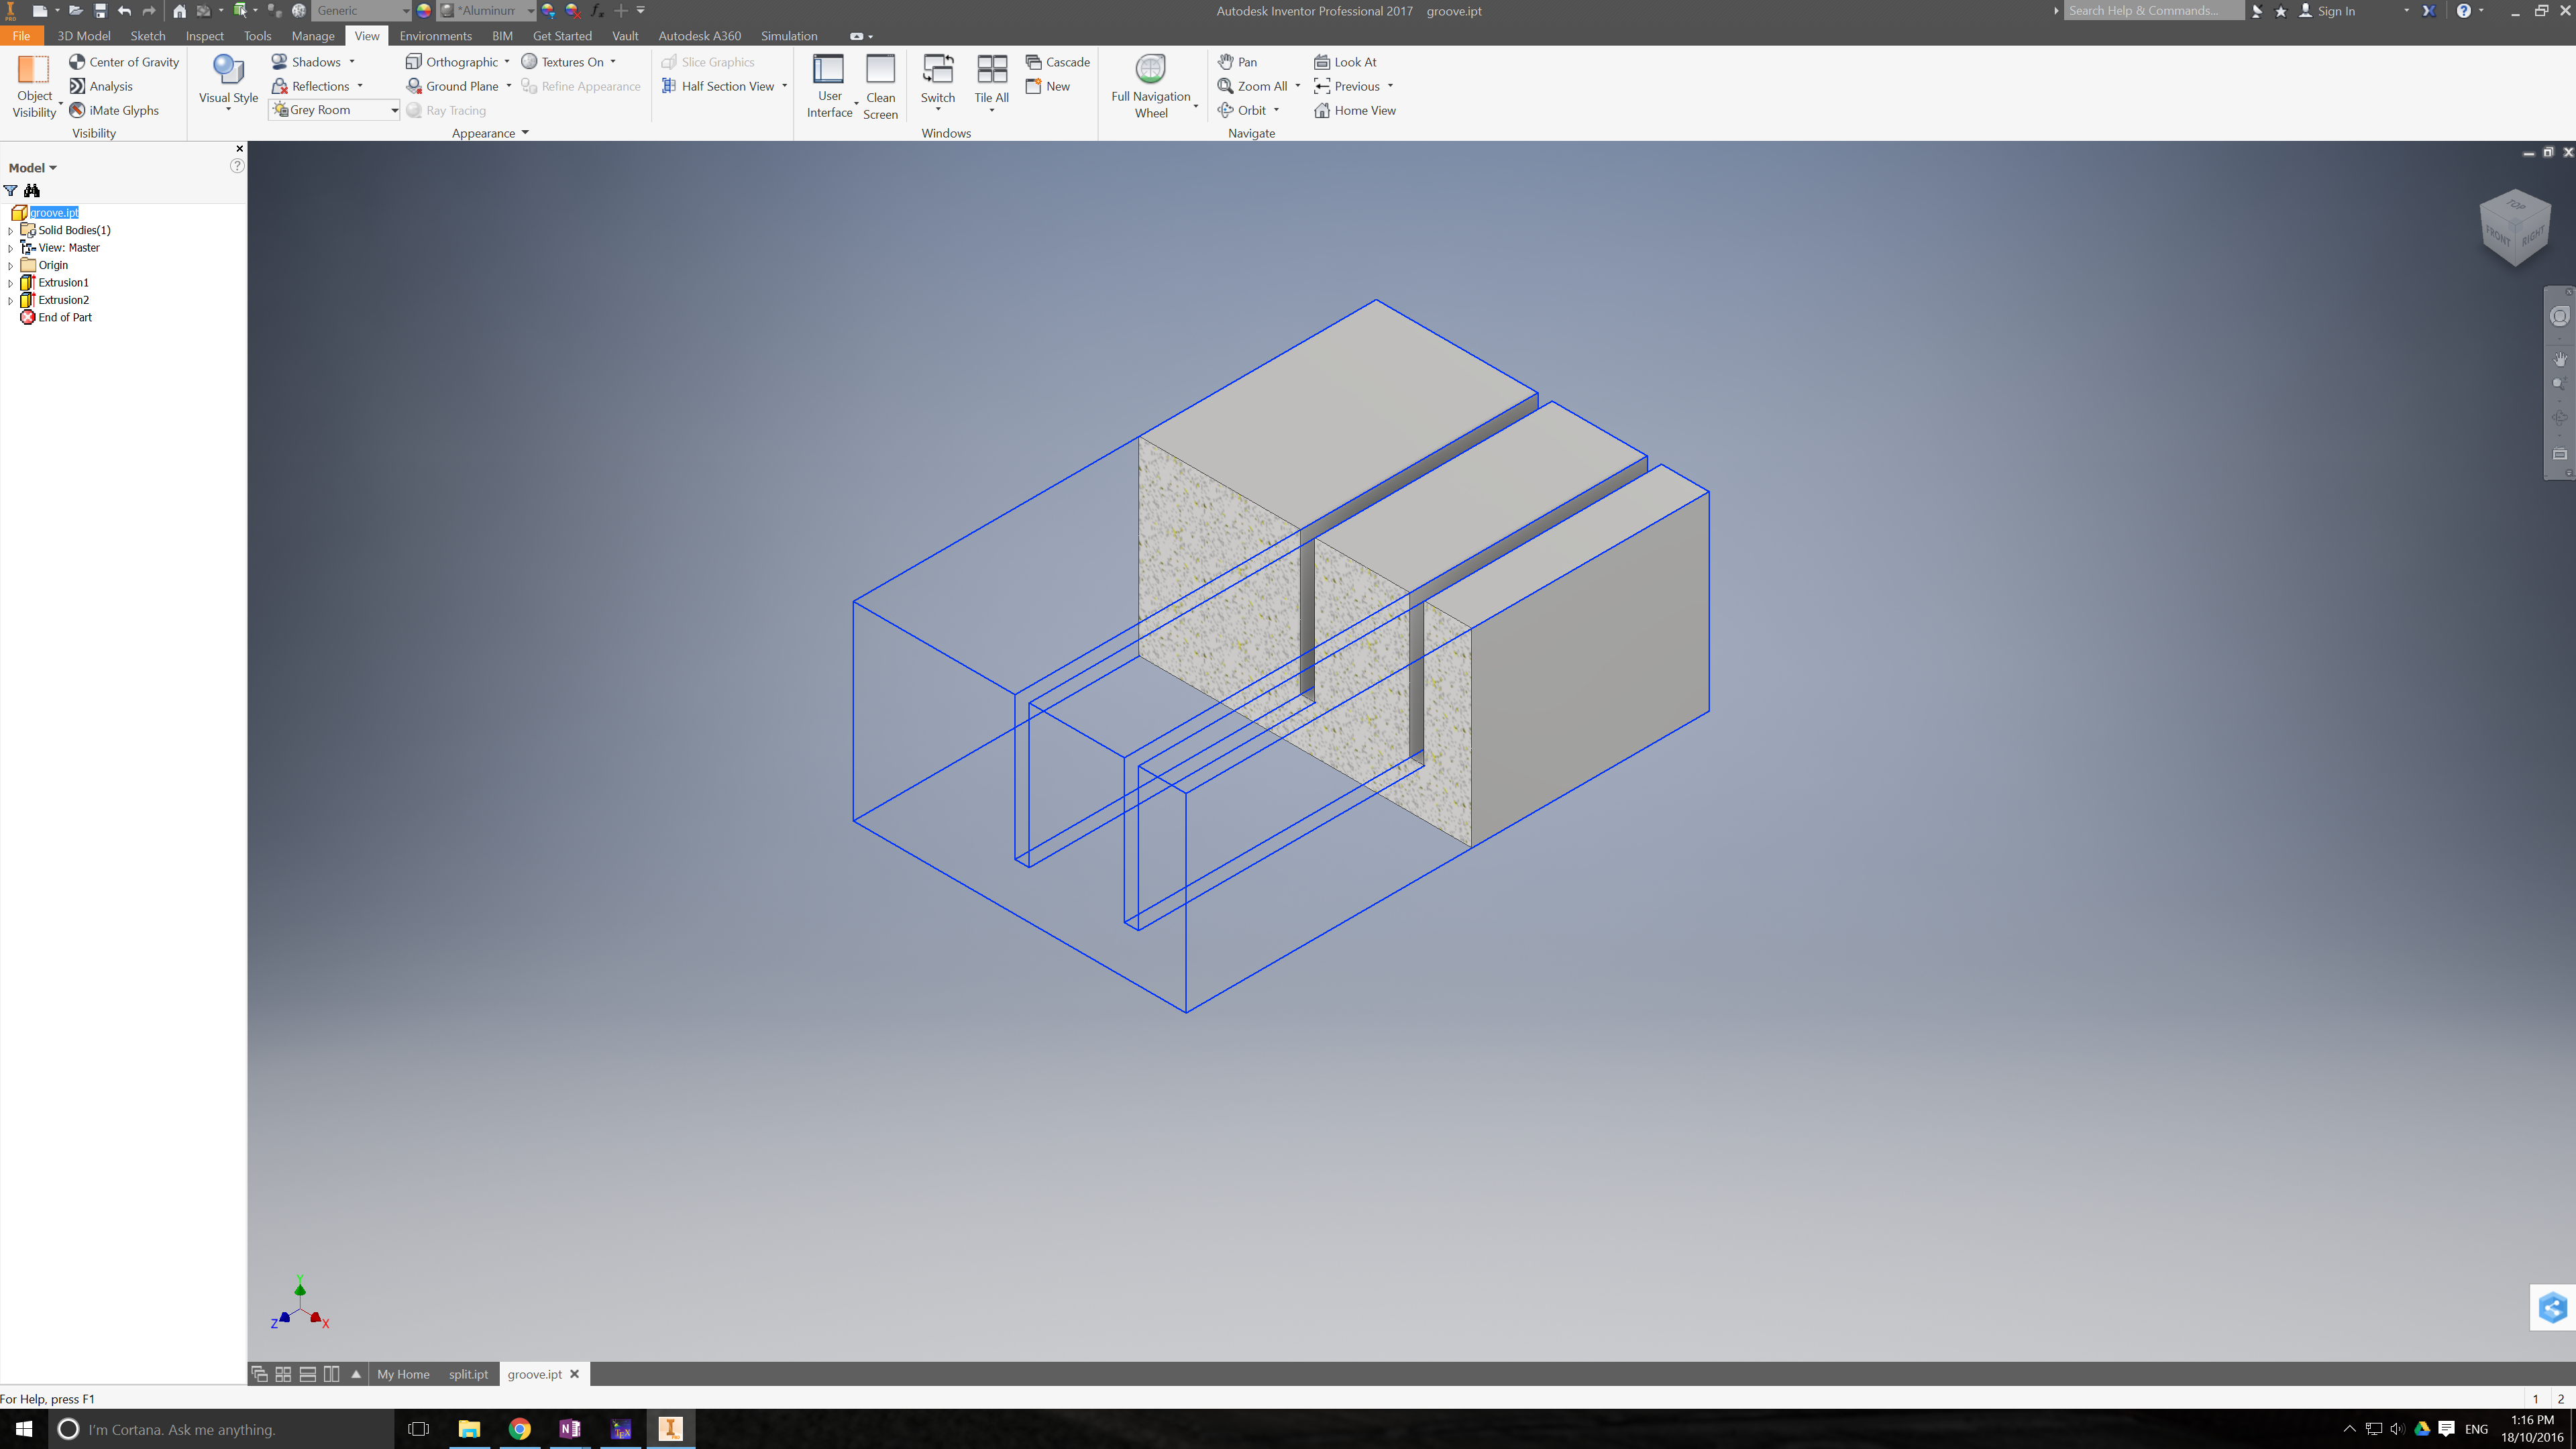 PRO
Generic
*Aluminum
fx
Autodesk Inventor Professional 2017 groove.ipt
Search Help & Commands...
Sign In
File 3D Model Sketch Inspect Tools Manage View Environments BIM Get Started Vault Autodesk A360 Simulation
Object Visibility
Center of Gravity
Analysis
iMate Glyphs
Visibility
Visual Style
Shadows
Reflections
Grey Room
Orthographic
Ground Plane
Ray Tracing
Textures On
Refine Appearance
Appearance
Slice Graphics
Half Section View
User Interface
Clean Screen
Switch
Tile All
Cascade
New
Windows
Full Navigation Wheel
Pan
Zoom All
Orbit
Look At
Previous
Home View
Navigate
Model
groove.ipt
Solid Bodies(1)
View: Master
Origin
Extrusion1
Extrusion2
End of Part
TOP
FRONT RIGHT
Y
Z X
My Home split.ipt groove.ipt
For Help, press F1
1 2
I'm Cortana. Ask me anything.
ENG
1:16 PM
18/10/2016